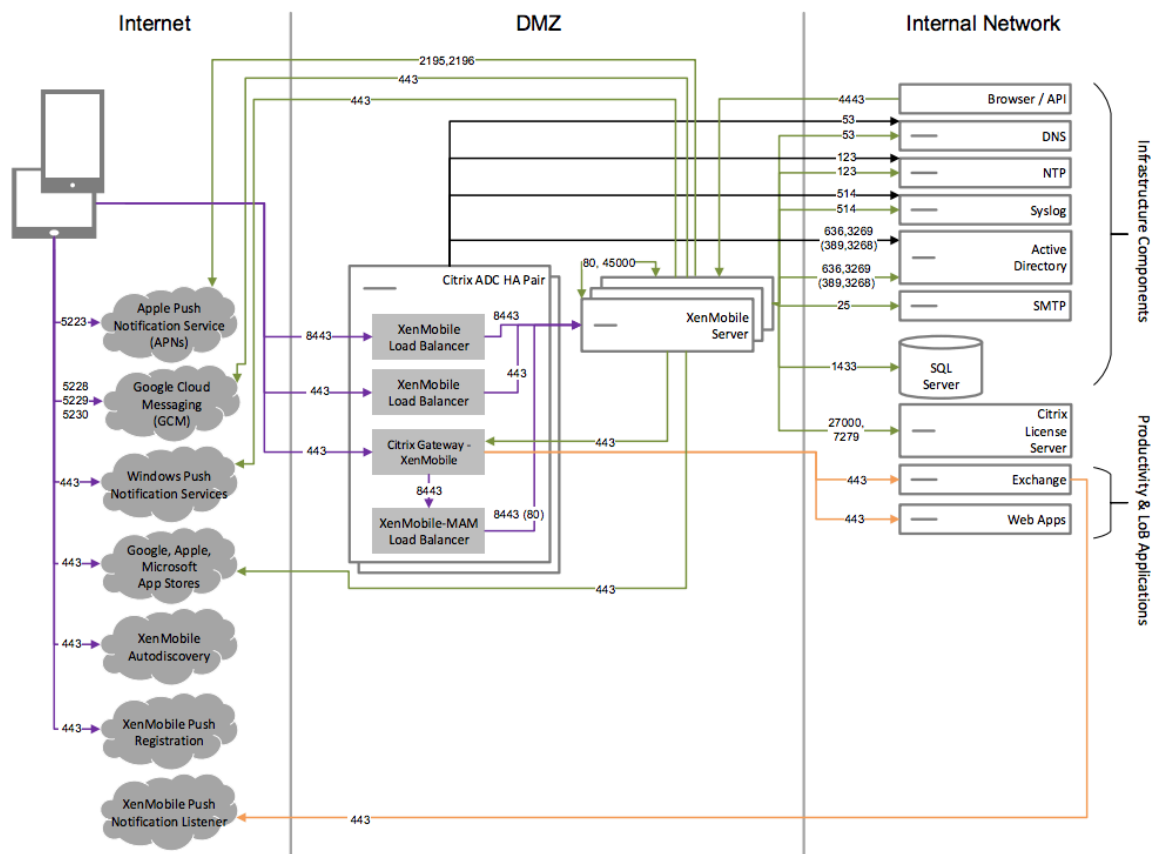 Internet
DMZ
Internal Network
2195,2196
443
443
4443
Browser / API
53
53
DNS
123
123
NTP
514
514
Syslog
636,3269
(389,3268)
636,3269
(389,3268)
Active
Directory
25
SMTP
1433
SQL
Server
27000,
7279
Citrix
License
Server
443
Exchange
443
Web Apps
Infrastructure Components
Productivity & LoB Applications
Citrix ADC HA Pair
80, 45000
XenMobile
Server
8443
XenMobile
Load Balancer
8443
443
XenMobile
Load Balancer
443
443
Citrix Gateway -
XenMobile
443
8443
XenMobile-MAM
Load Balancer
8443 (80)
443
5223
Apple Push
Notification Service
(APNs)
5228
5229
5230
Google Cloud
Messaging
(GCM)
443
Windows Push
Notification Services
443
Google, Apple,
Microsoft
App Stores
443
XenMobile
Autodiscovery
443
XenMobile Push
Registration
XenMobile Push
Notification Listener
443